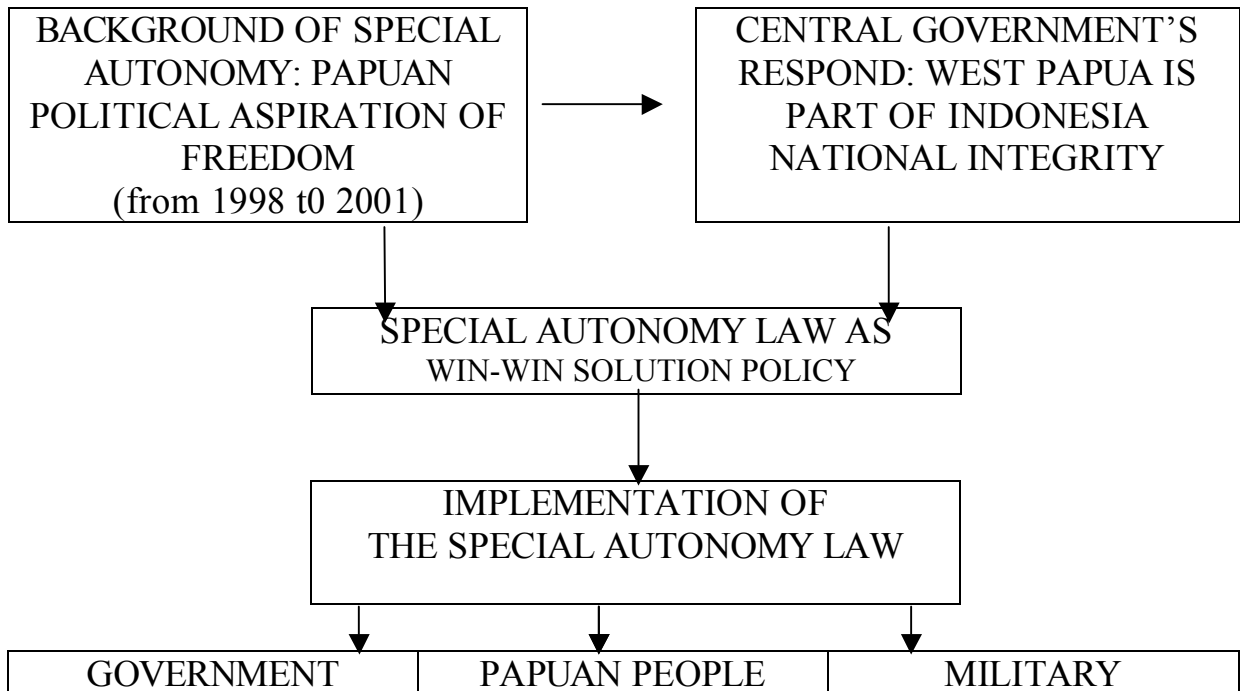 BACKGROUND OF SPECIAL
AUTONOMY: PAPUAN
POLITICAL ASPIRATION OF
FREEDOM
(from 1998 t0 2001)
CENTRAL GOVERNMENT’S
RESPOND: WEST PAPUA IS
PART OF INDONESIA
NATIONAL INTEGRITY
SPECIAL AUTONOMY LAW AS
WIN-WIN SOLUTION POLICY
IMPLEMENTATION OF
THE SPECIAL AUTONOMY LAW
GOVERNMENT
PAPUAN PEOPLE
MILITARY